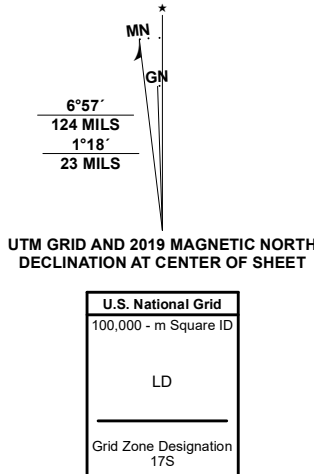 ★
MN
GN
6°57´
124 MILS
1°18´
23 MILS
UTM GRID AND 2019 MAGNETIC NORTH
DECLINATION AT CENTER OF SHEET
U.S. National Grid
100,000 - m Square ID
LD
Grid Zone Designation
17S